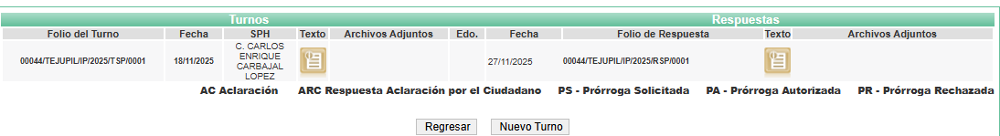 Turnos Respuestas
Folio del Turno Fecha SPH Texto Archivos Adjuntos Edo. Fecha Folio de Respuesta Texto Archivos Adjuntos
00044/TEJUPIL/IP/2025/TSP/0001 18/11/2025 C. CARLOS
ENRIQUE
CARBAJAL
LOPEZ
27/11/2025 00044/TEJUPIL/IP/2025/RSP/0001
AC Aclaración ARC Respuesta Aclaración por el Ciudadano PS - Prórroga Solicitada PA - Prórroga Autorizada PR - Prórroga Rechazada
Regresar Nuevo Turno